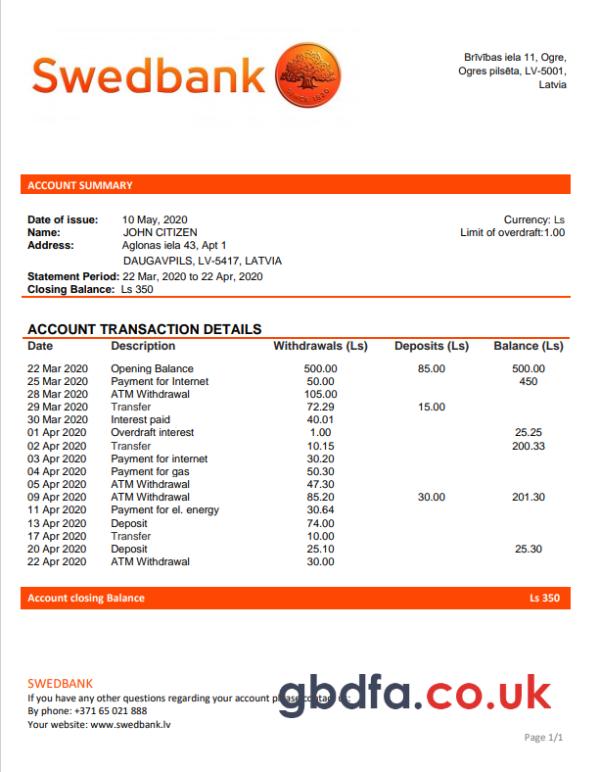 Swedbank
SINCE 1820
Brīvības iela 11, Ogre,
Ogres pilsēta, LV-5001,
Latvia
ACCOUNT SUMMARY
Date of issue: 10 May, 2020
Currency: Ls
Name: JOHN CITIZEN
Limit of overdraft:1.00
Address: Aglonas iela 43, Apt 1
DAUGAVPILS, LV-5417, LATVIA
Statement Period: 22 Mar, 2020 to 22 Apr, 2020
Closing Balance: Ls 350
ACCOUNT TRANSACTION DETAILS
Date Description Withdrawals (Ls) Deposits (Ls) Balance (Ls)
22 Mar 2020 Opening Balance 500.00 85.00 500.00
25 Mar 2020 Payment for Internet 50.00 450
28 Mar 2020 ATM Withdrawal 105.00
29 Mar 2020 Transfer 72.29 15.00
30 Mar 2020 Interest paid 40.01
01 Apr 2020 Overdraft interest 1.00 25.25
02 Apr 2020 Transfer 10.15 200.33
03 Apr 2020 Payment for internet 30.20
04 Apr 2020 Payment for gas 50.30
05 Apr 2020 ATM Withdrawal 47.30
09 Apr 2020 ATM Withdrawal 85.20 30.00 201.30
11 Apr 2020 Payment for el. energy 30.64
13 Apr 2020 Deposit 74.00
17 Apr 2020 Transfer 10.00
20 Apr 2020 Deposit 25.10 25.30
22 Apr 2020 ATM Withdrawal 30.00
Account closing Balance Ls 350
SWEDBANK
If you have any other questions regarding your account
gbdfa.co.uk
By phone: +371 65 021 888
Your website: www.swedbank.lv
Page 1/1